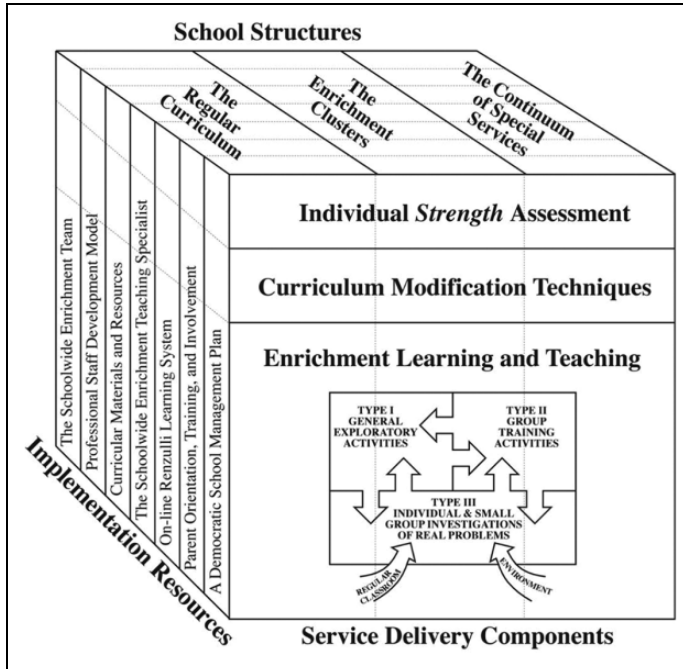 School Structures
The
Regular
Curriculum
The
Enrichment
Clusters
The Continuum
of Special
Services
Individual Strength Assessment
Curriculum Modification Techniques
Enrichment Learning and Teaching
TYPE I
GENERAL
EXPLORATORY
ACTIVITIES
TYPE II
GROUP
TRAINING
ACTIVITIES
TYPE III
INDIVIDUAL & SMALL
GROUP INVESTIGATIONS
OF REAL PROBLEMS
REGULAR
CLASSROOM
ENVIRONMENT
The Schoolwide Enrichment Team
Professional Staff Development Model
Curricular Materials and Resources
The Schoolwide Enrichment Teaching Specialist
On-line Renzulli Learning System
Parent Orientation, Training, and Involvement
A Democratic School Management Plan
Implementation Resources
Service Delivery Components